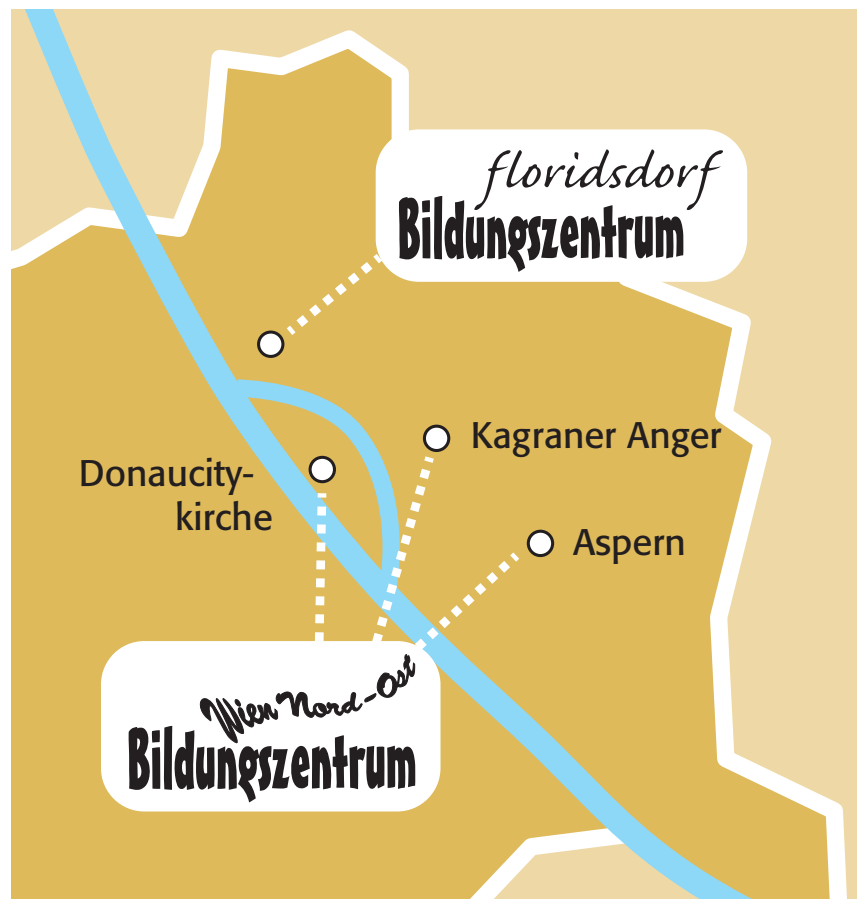 floridsdorf
Bildungszentrum
Kagraner Anger
Donaucity-
kirche
Aspern
Wien Nord-Ost
Bildungszentrum